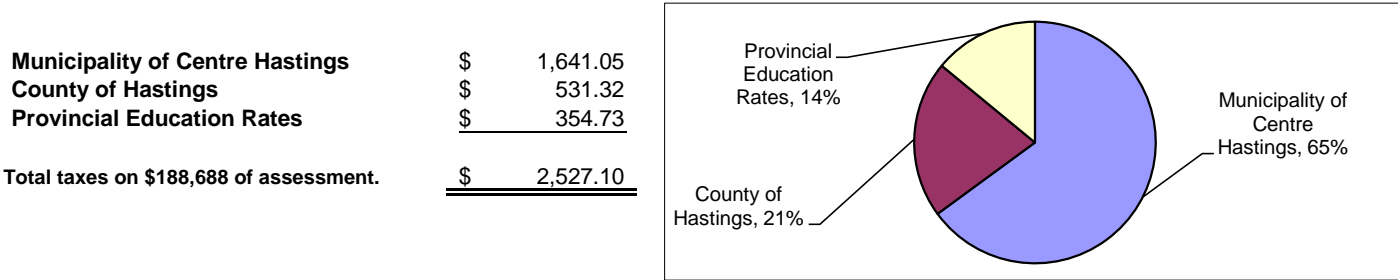 Municipality of Centre Hastings $ 1,641.05
County of Hastings $ 531.32
Provincial Education Rates $ 354.73
Total taxes on $188,688 of assessment. $ 2,527.10
Provincial
Education
Rates, 14%
Municipality of
Centre
Hastings, 65%
County of
Hastings, 21%